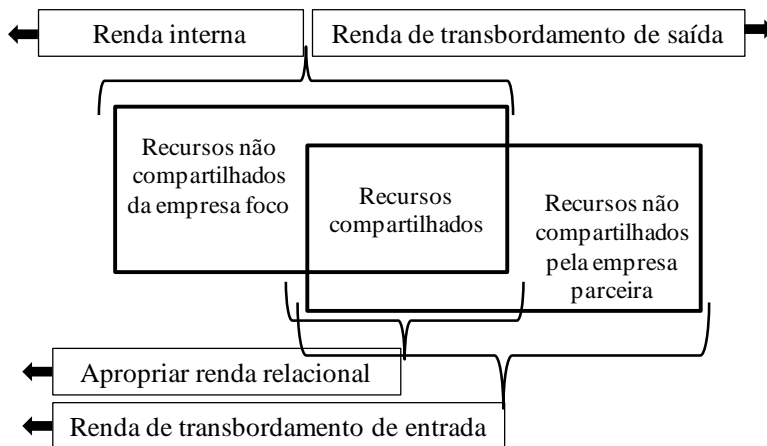 Renda interna
Renda de transbordamento de saída
Recursos não
compartilhados
da empresa foco
Recursos
compartilhados
Recursos não
compartilhados
pela empresa
parceira
Apropriar renda relacional
Renda de transbordamento de entrada